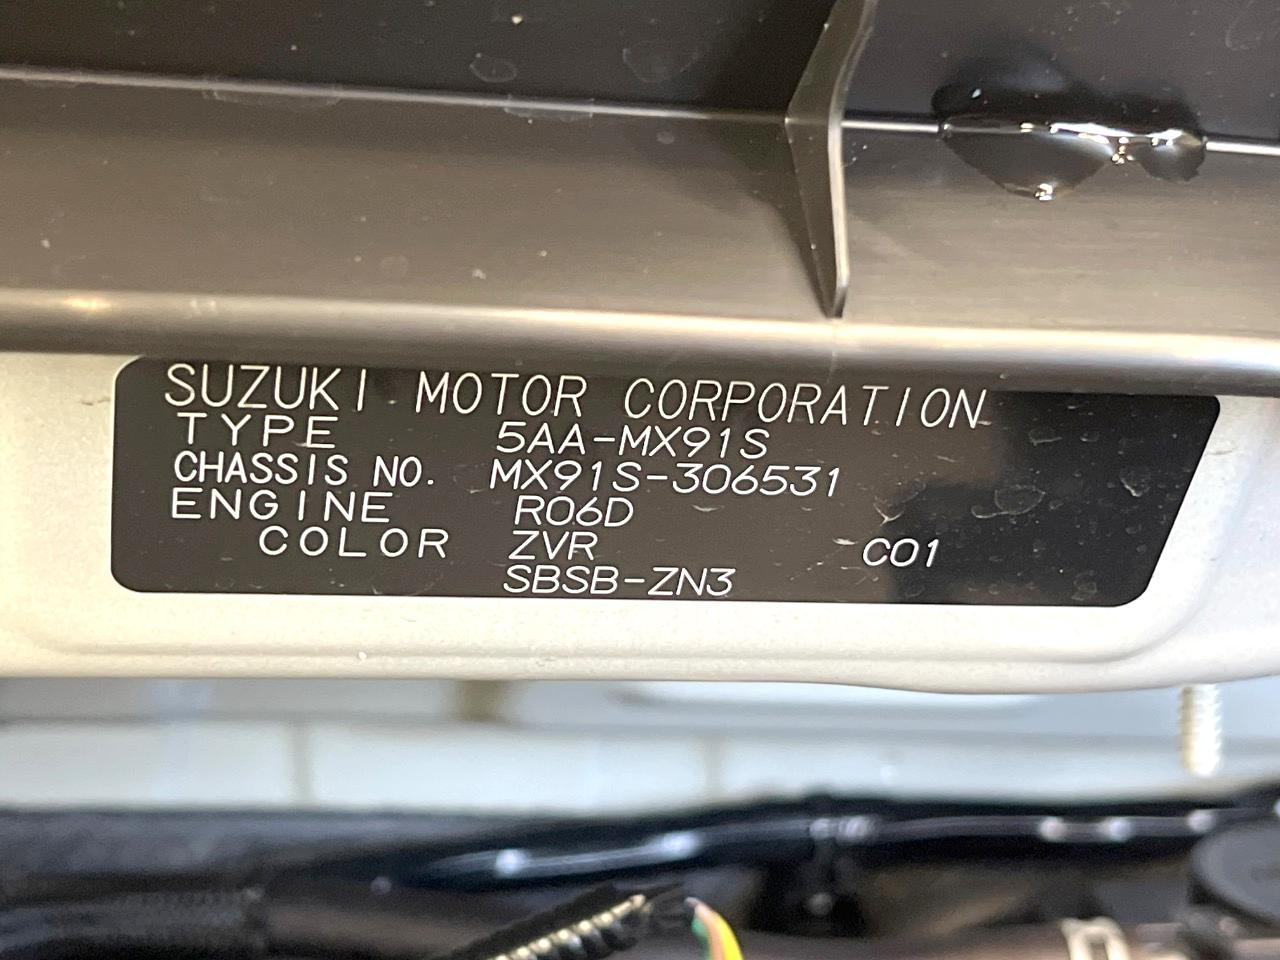 SUZUKI MOTOR CORPORATION
TYPE 5AA-MX91S
CHASSIS NO. MX91S-306531
ENGINE R06D
COLOR ZVR C01
SBSB-ZN3